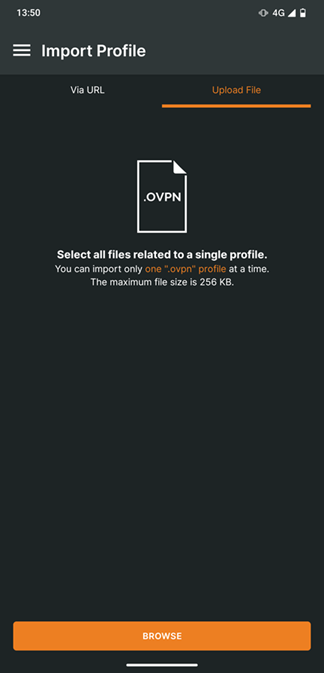 13:50
4G
Import Profile
Via URL
Upload File
.OVPN
Select all files related to a single profile.
You can import only one ".ovpn" profile at a time.
The maximum file size is 256 KB.
BROWSE